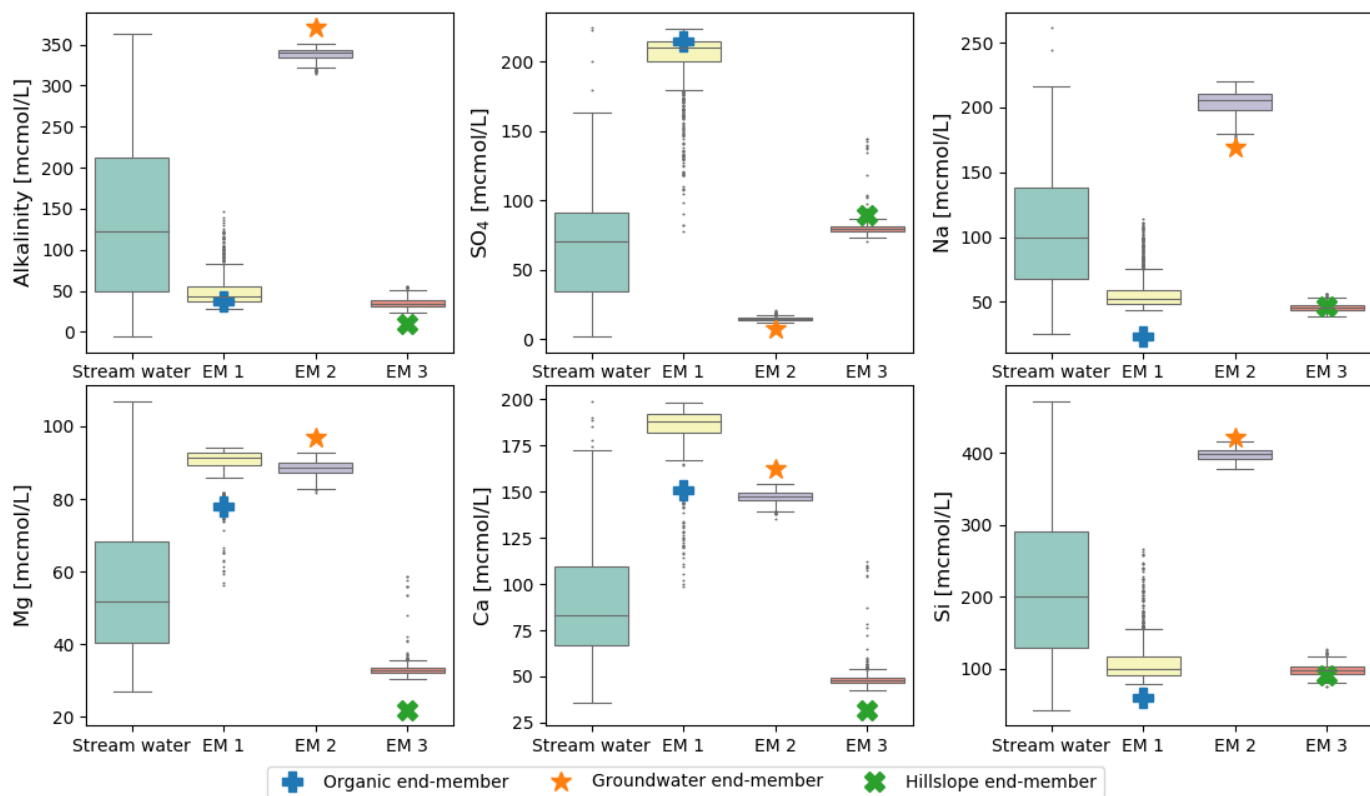 Alkalinity [mcmol/L]
350
300
250
200
150
100
50
0
Stream water EM 1 EM 2 EM 3
SO₄ [mcmol/L]
200
150
100
50
0
Stream water EM 1 EM 2 EM 3
Na [mcmol/L]
250
200
150
100
50
Stream water EM 1 EM 2 EM 3
Mg [mcmol/L]
100
80
60
40
20
Stream water EM 1 EM 2 EM 3
Ca [mcmol/L]
200
175
150
125
100
75
50
25
Stream water EM 1 EM 2 EM 3
Si [mcmol/L]
400
300
200
100
Stream water EM 1 EM 2 EM 3
Organic end-member Groundwater end-member Hillslope end-member